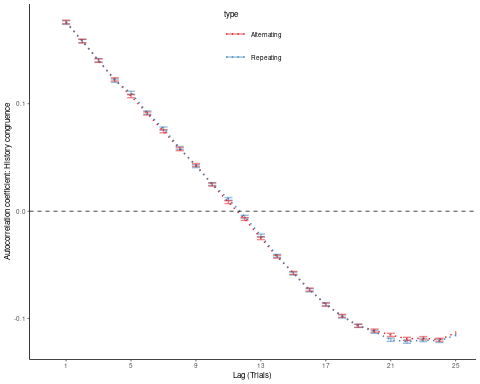 type
Alternating
Repeating
Autocorrelation coefficient: History congruence
0.1
0.0
-0.1
1 5 9 13 17 21 25
Lag (Trials)